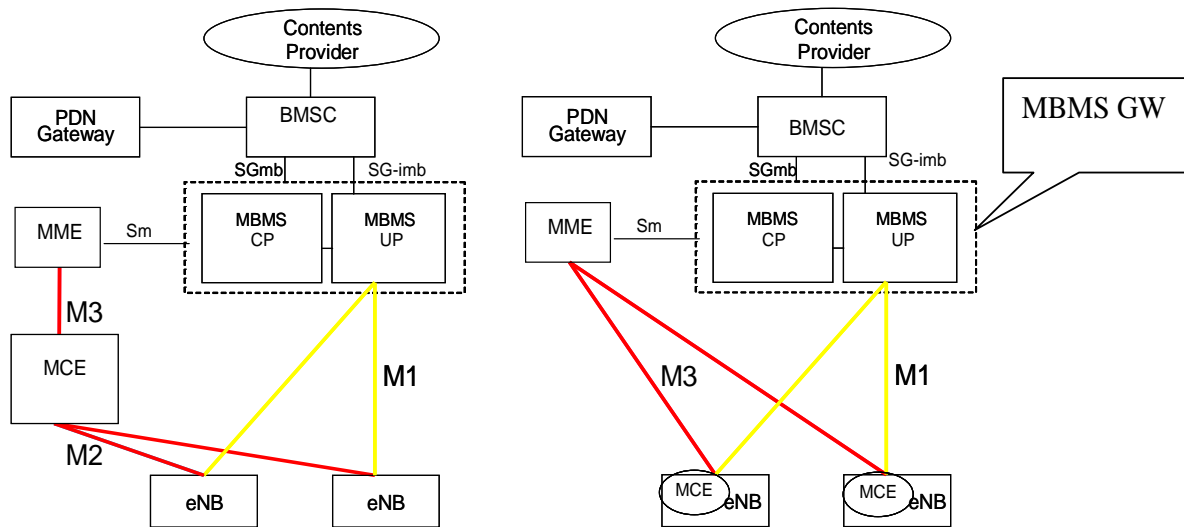 Contents
Provider
PDN
Gateway
BMSC
SGmb
SG-imb
MME
Sm
MBMS
CP
MBMS
UP
M3
MCE
M1
M2
eNB
eNB
Contents
Provider
PDN
Gateway
BMSC
MBMS GW
SGmb
SG-imb
MME
Sm
MBMS
CP
MBMS
UP
M3
M1
MCE
eNB
MCE
eNB